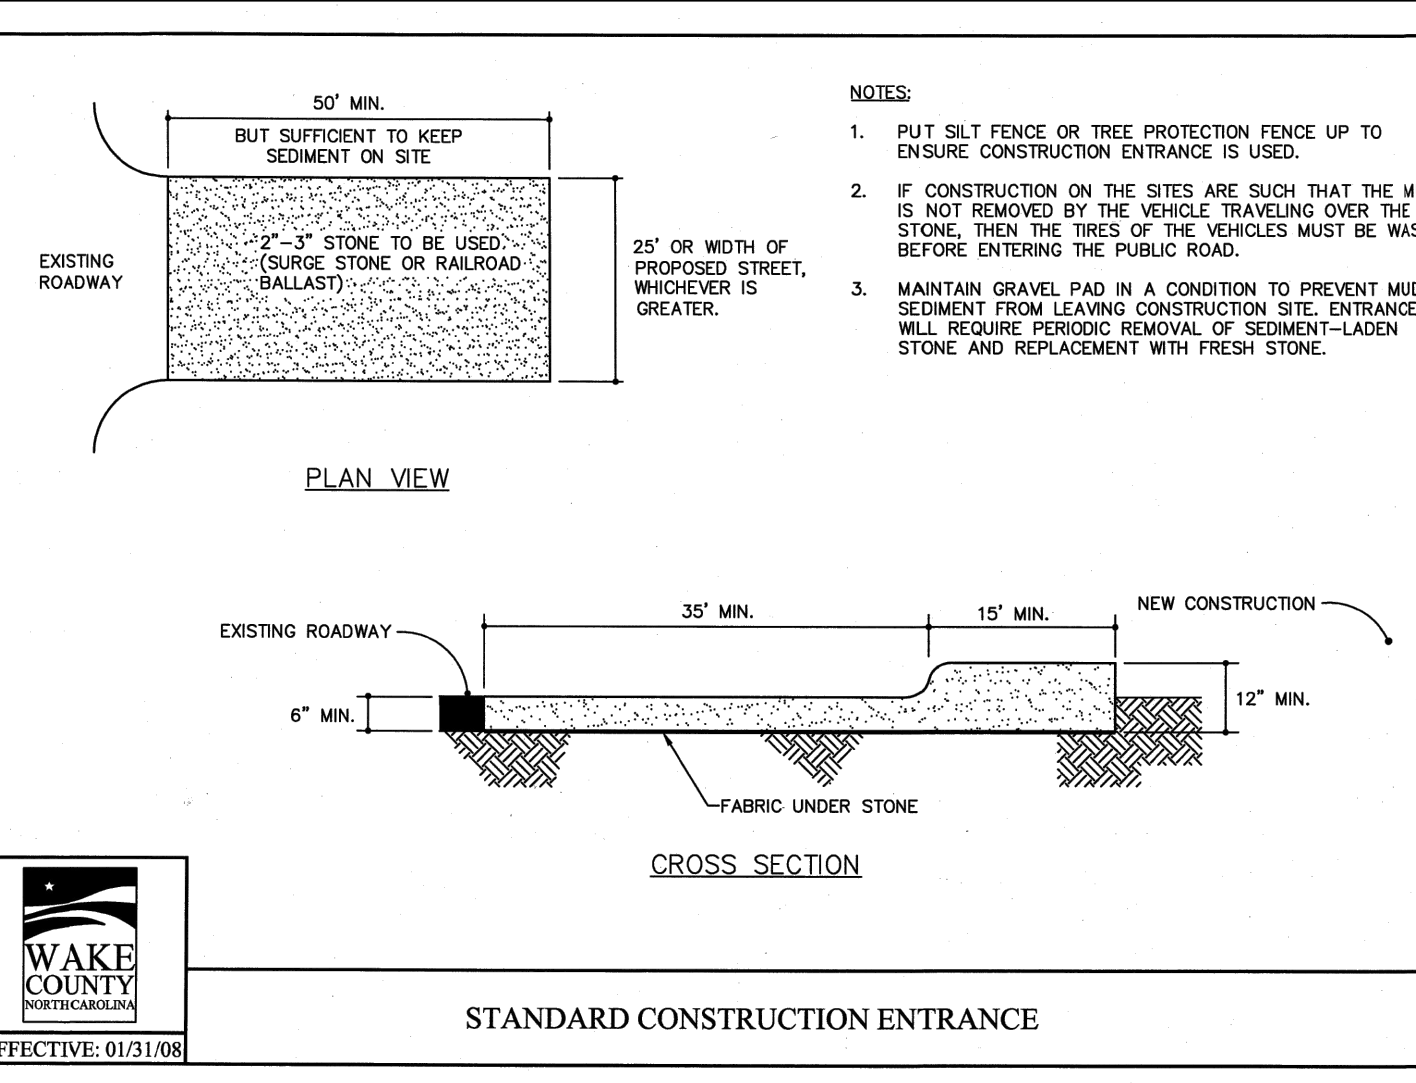 50' MIN.
BUT SUFFICIENT TO KEEP
SEDIMENT ON SITE
EXISTING
ROADWAY
2"-3" STONE TO BE USED.
(SURGE STONE OR RAILROAD
BALLAST)
25' OR WIDTH OF
PROPOSED STREET,
WHICHEVER IS
GREATER.
PLAN VIEW
NOTES:
1. PUT SILT FENCE OR TREE PROTECTION FENCE UP TO
ENSURE CONSTRUCTION ENTRANCE IS USED.
2. IF CONSTRUCTION ON THE SITES ARE SUCH THAT THE
IS NOT REMOVED BY THE VEHICLE TRAVELING OVER THE
STONE, THEN THE TIRES OF THE VEHICLES MUST BE
BEFORE ENTERING THE PUBLIC ROAD.
3. MAINTAIN GRAVEL PAD IN A CONDITION TO PREVENT MUD
SEDIMENT FROM LEAVING CONSTRUCTION SITE. ENTRANCE
WILL REQUIRE PERIODIC REMOVAL OF SEDIMENT-LADEN
STONE AND REPLACEMENT WITH FRESH STONE.
EXISTING ROADWAY
35' MIN.
15' MIN.
NEW CONSTRUCTION
6" MIN.
12" MIN.
FABRIC UNDER STONE
CROSS SECTION
WAKE
COUNTY
NORTH CAROLINA
FFECTIVE: 01/31/08
STANDARD CONSTRUCTION ENTRANCE